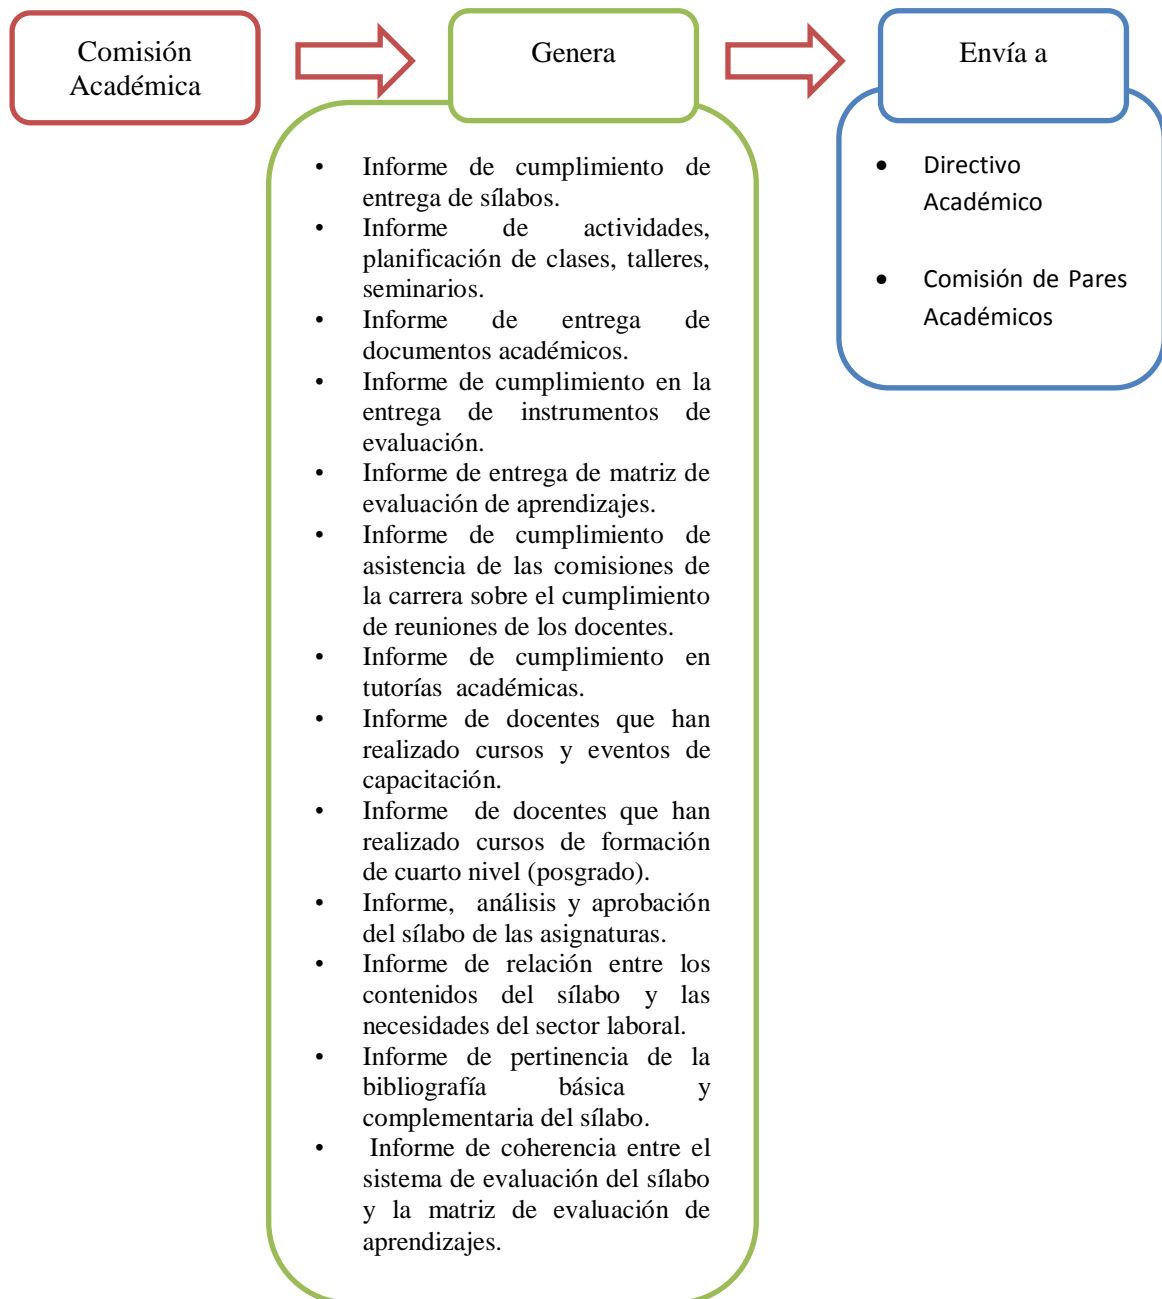 Comisión
Académica
Genera
Envía a
• Informe de cumplimiento de
entrega de sílabos.
• Informe de actividades,
planificación de clases, talleres,
seminarios.
• Informe de entrega de
documentos académicos.
• Informe de cumplimiento en la
entrega de instrumentos de
evaluación.
• Informe de entrega de matriz de
evaluación de aprendizajes.
• Informe de cumplimiento de
asistencia de las comisiones de
la carrera sobre el cumplimiento
de reuniones de los docentes.
• Informe de cumplimiento en
tutorías académicas.
• Informe de docentes que han
realizado cursos y eventos de
capacitación.
• Informe de docentes que han
realizado cursos de formación
de cuarto nivel (posgrado).
• Informe, análisis y aprobación
del sílabo de las asignaturas.
• Informe de relación entre los
contenidos del sílabo y las
necesidades del sector laboral.
• Informe de pertinencia de la
bibliografía básica y
complementaria del sílabo.
• Informe de coherencia entre el
sistema de evaluación del sílabo
y la matriz de evaluación de
aprendizajes.
• Directivo
Académico
• Comisión de Pares
Académicos